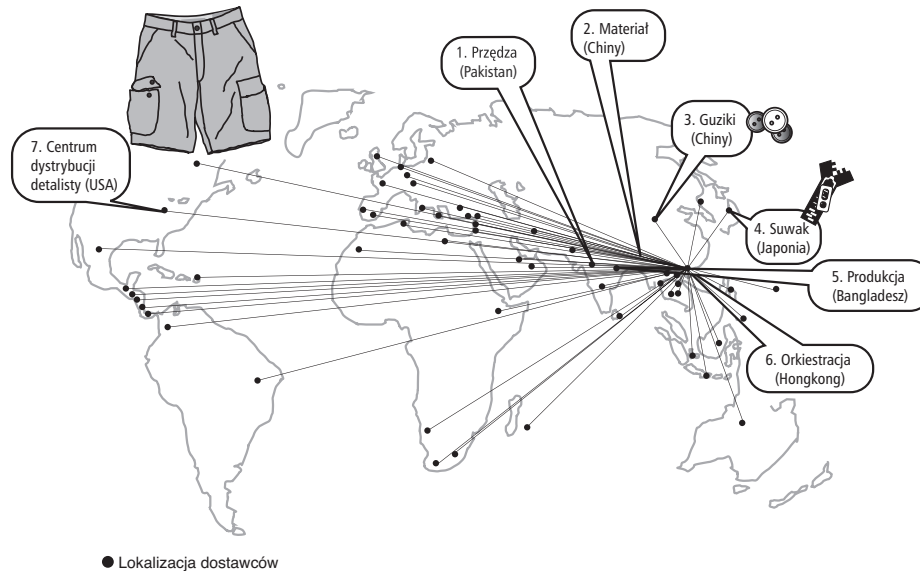 1. Przędza
(Pakistan)
2. Materiał
(Chiny)
3. Guziki
(Chiny)
7. Centrum
dystrybucji
detalisty (USA)
4. Suwak
(Japonia)
5. Produkcja
(Bangladesz)
6. Orkiestracja
(Hongkong)
Lokalizacja dostawców